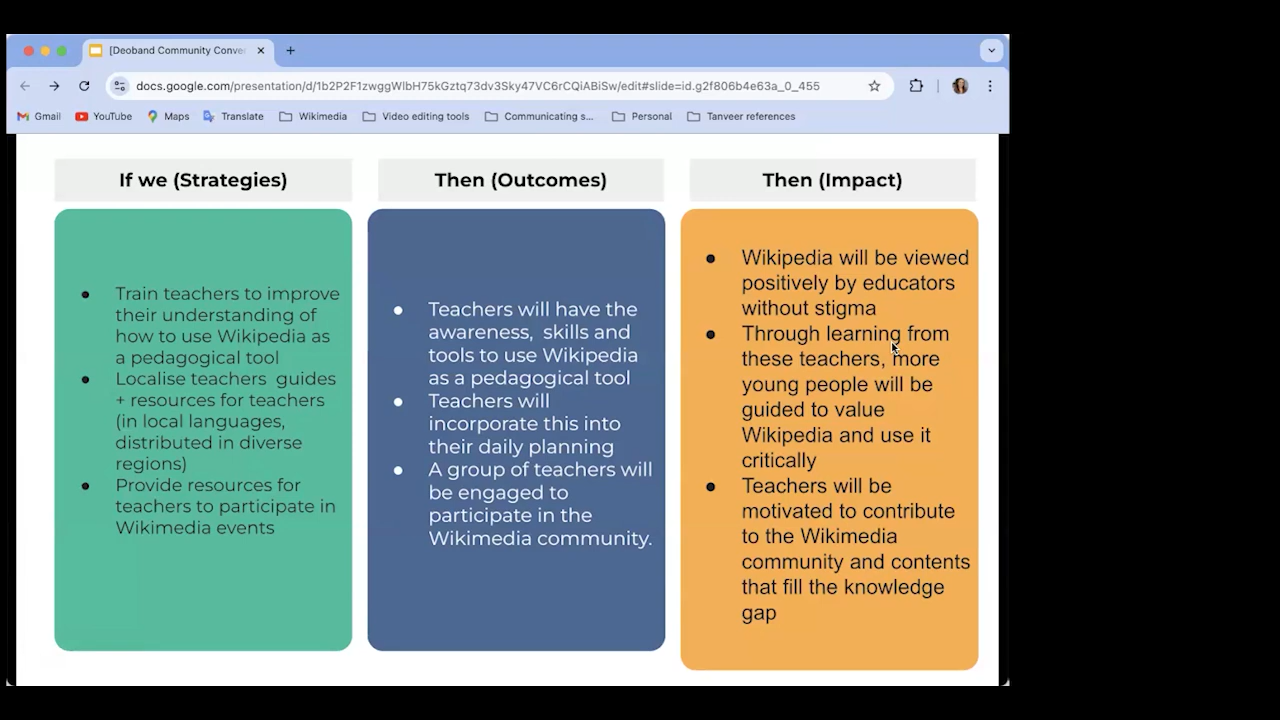 [Deoband Community Conve
docs.google.com/presentation/d/1b2P2F1zwggWlbH75kGztq73dv3Sky47VC6rCQiABiSw/edit#slide=id.g2f806b4e63a_0_455
Gmail YouTube Maps Translate Wikimedia Video editing tools Communicating s... Personal Tanveer references
If we (Strategies)
Train teachers to improve
their understanding of
how to use Wikipedia as
a pedagogical tool
Localise teachers guides
+ resources for teachers
(in local languages,
distributed in diverse
regions)
Provide resources for
teachers to participate in
Wikimedia events
Then (Outcomes)
Teachers will have the
awareness, skills and
tools to use Wikipedia
as a pedagogical tool
Teachers will
incorporate this into
their daily planning
A group of teachers will
be engaged to
participate in the
Wikimedia community.
Then (Impact)
Wikipedia will be viewed
positively by educators
without stigma
Through learning from
these teachers, more
young people will be
guided to value
Wikipedia and use it
critically
Teachers will be
motivated to contribute
to the Wikimedia
community and contents
that fill the knowledge
gap